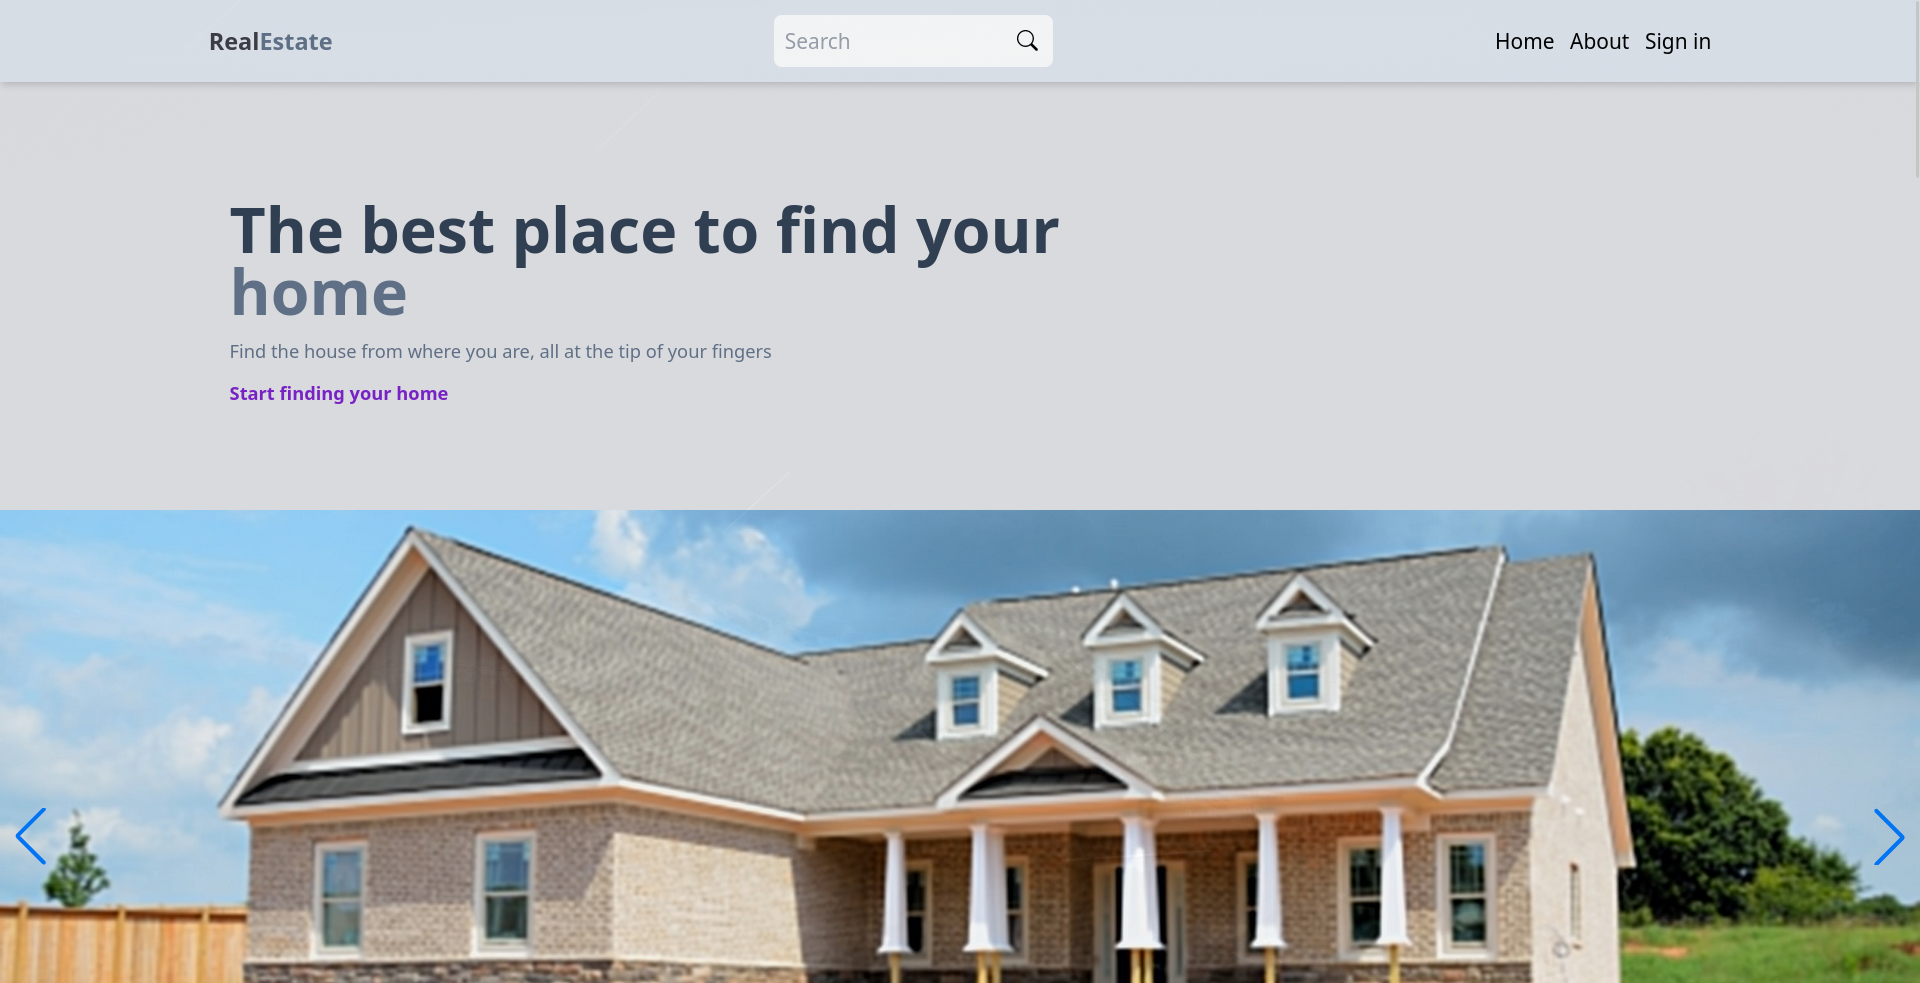 RealEstate
Search
Home About Sign in
The best place to find your
home
Find the house from where you are, all at the tip of your fingers
Start finding your home